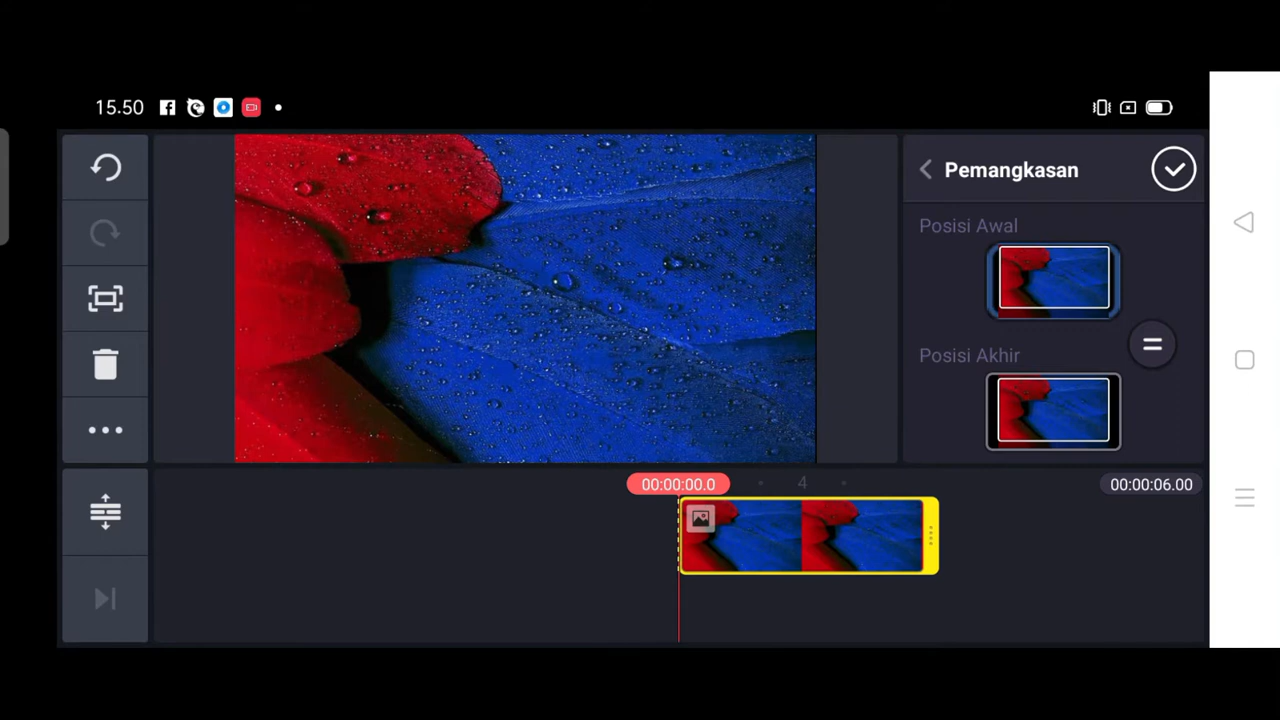 15.50
Pemangkasan
Posisi Awal
Posisi Akhir
00:00:00.0
4
00:00:06.00